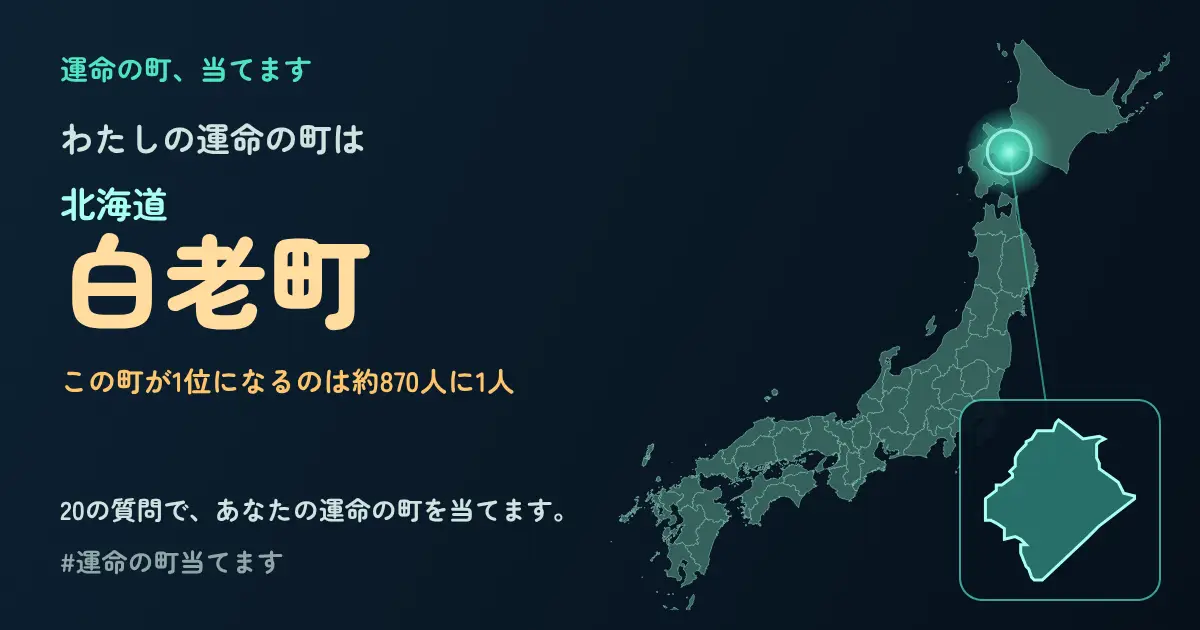 運命の町、当てます
わたしの運命の町は
北海道
白老町
この町が1位になるのは約870人に1人
20の質問で、あなたの運命の町を当てます。
#運命の町当てます